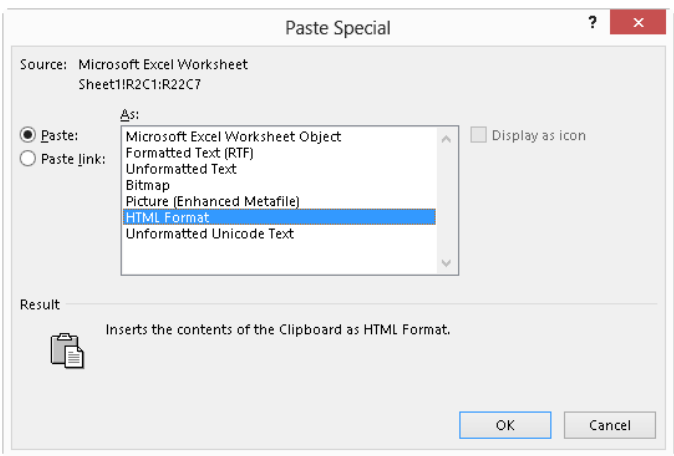 Paste Special
?
Source: Microsoft Excel Worksheet
Sheet1!R2C1:R22C7
As:
Paste:
Paste link:
Microsoft Excel Worksheet Object
Formatted Text (RTF)
Unformatted Text
Bitmap
Picture (Enhanced Metafile)
HTML Format
Unformatted Unicode Text
Display as icon
Result
Inserts the contents of the Clipboard as HTML Format.
OK
Cancel